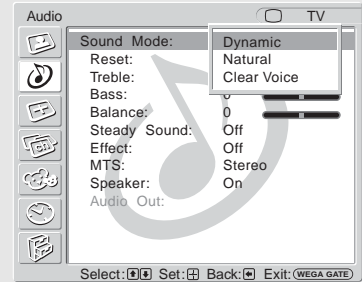 Audio TV
Sound Mode: Dynamic
Reset: Natural
Treble: Clear Voice
Bass: 0
Balance: 0
Steady Sound: Off
Effect: Off
MTS: Stereo
Speaker: On
Audio Out:
Select: Set: Back: Exit: WEGA GATE